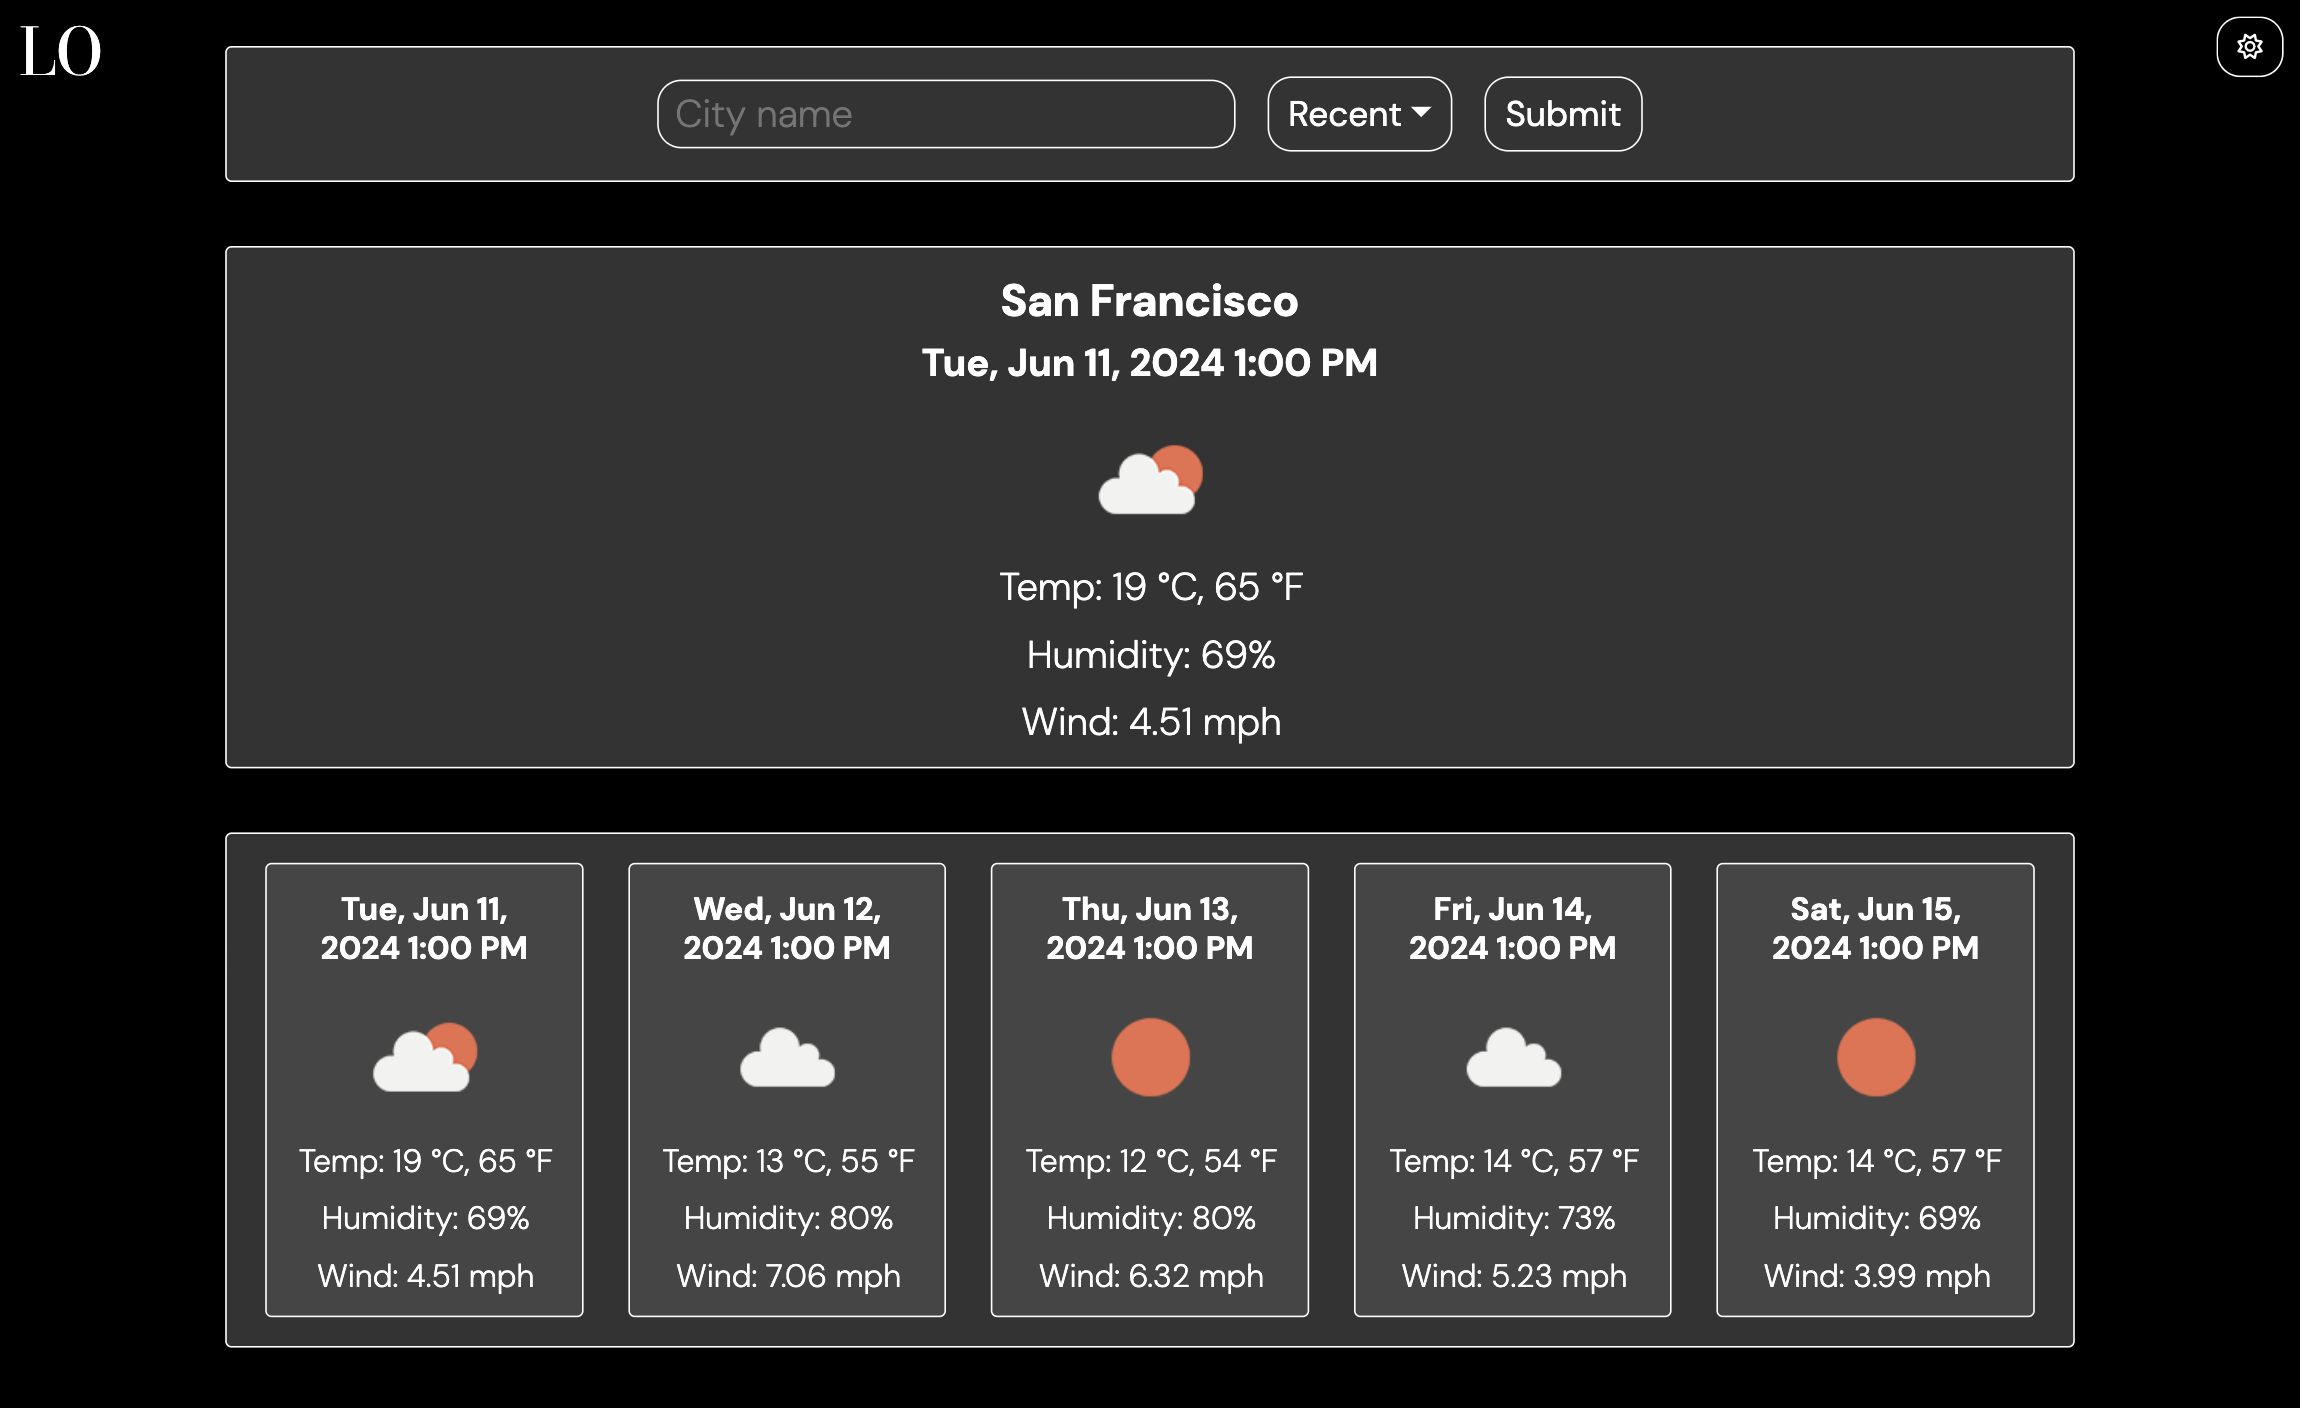 LO
City name
Recent
Submit
San Francisco
Tue, Jun 11, 2024 1:00 PM
Temp: 19 °C, 65 °F
Humidity: 69%
Wind: 4.51 mph
Tue, Jun 11,
2024 1:00 PM
Temp: 19 °C, 65 °F
Humidity: 69%
Wind: 4.51 mph
Wed, Jun 12,
2024 1:00 PM
Temp: 13 °C, 55 °F
Humidity: 80%
Wind: 7.06 mph
Thu, Jun 13,
2024 1:00 PM
Temp: 12 °C, 54 °F
Humidity: 80%
Wind: 6.32 mph
Fri, Jun 14,
2024 1:00 PM
Temp: 14 °C, 57 °F
Humidity: 73%
Wind: 5.23 mph
Sat, Jun 15,
2024 1:00 PM
Temp: 14 °C, 57 °F
Humidity: 69%
Wind: 3.99 mph